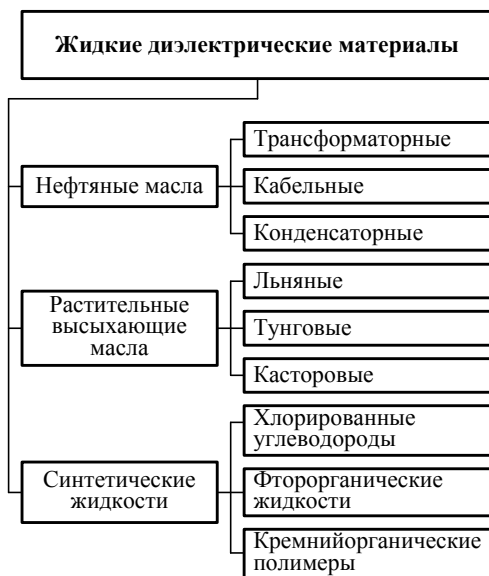 Жидкие диэлектрические материалы
Нефтяные масла
Трансформаторные
Кабельные
Конденсаторные
Растительные
высыхающие
масла
Льняные
Тунговые
Касторовые
Синтетические
жидкости
Хлорированные
углеводороды
Фторорганические
жидкости
Кремнийорганические
полимеры